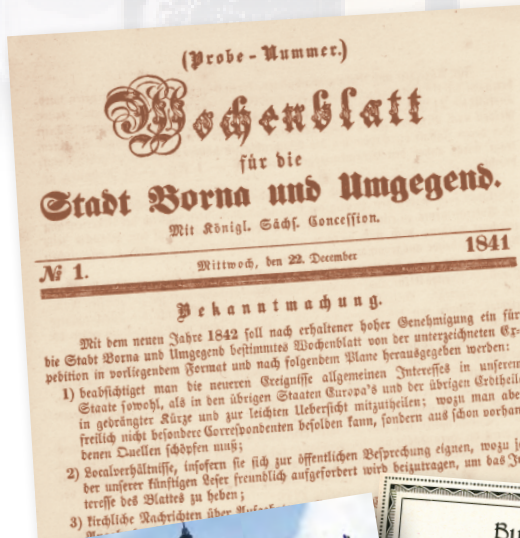 (Probe-Nummer.)
Wochenblatt
für die
Stadt Borna und Umgegend.
Mit Königl. Sächs. Concession.
№ 1.
Mittwoch, den 22. December
1841
Bekanntmachung.
Mit dem neuen Jahre 1842 soll nach erhaltener hoher Genehmigung ein für
die Stadt Borna und Umgegend bestimmtes Wochenblatt von der unterzeichneten Ex-
pedition in vorliegendem Format und nach folgendem Plane herausgegeben werden:
1) beabsichtiget man die neueren Ereignisse allgemeinen Interesses in unserem
Staate sowohl, als in den übrigen Staaten Europa's und der übrigen Erdtheile
in gedrängter Kürze und zur leichten Uebersicht mitzutheilen; wozu man abe
freilich nicht besondere Correspondenten besolden kann, sondern aus schon vorhan
denen Quellen schöpfen muß;
2) Localverhältnisse, insofern sie sich zur öffentlichen Besprechung eignen, wozu j
der unserer künftigen Leser freundlich aufgefordert wird beizutragen, um das In
teresse des Blattes zu heben;
3) kirchliche Nachrichten über
Bu